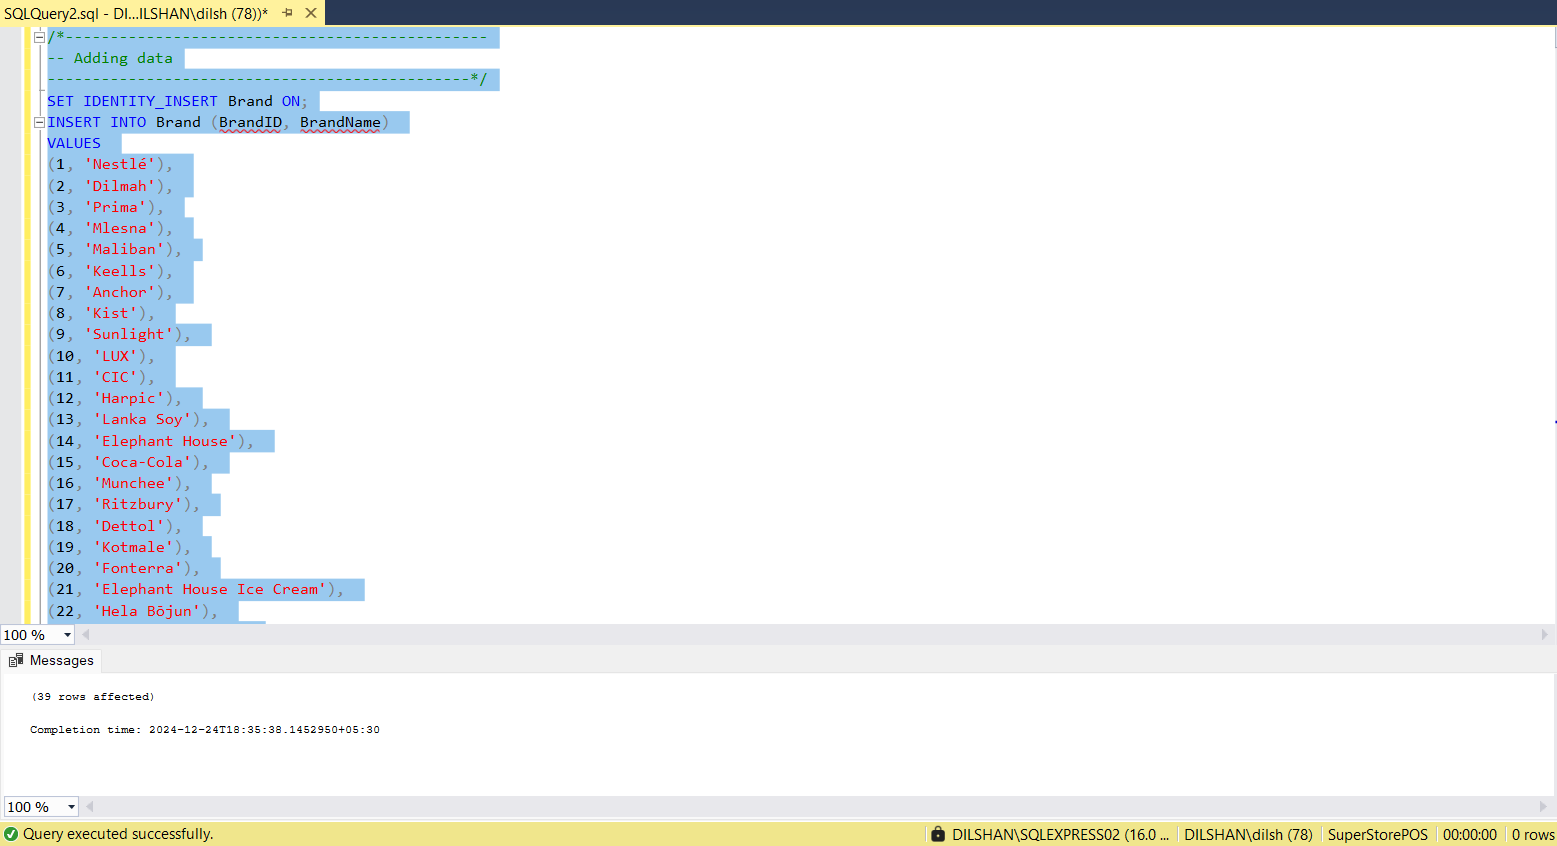 SQLQuery2.sql - DI...ILSHAN\dilsh (78))*
/*-----------------------------------------------
-- Adding data
-----------------------------------------------*/
SET IDENTITY_INSERT Brand ON;
INSERT INTO Brand (BrandID, BrandName)
VALUES
(1, 'Nestlé'),
(2, 'Dilmah'),
(3, 'Prima'),
(4, 'Mlesna'),
(5, 'Maliban'),
(6, 'Keells'),
(7, 'Anchor'),
(8, 'Kist'),
(9, 'Sunlight'),
(10, 'LUX'),
(11, 'CIC'),
(12, 'Harpic'),
(13, 'Lanka Soy'),
(14, 'Elephant House'),
(15, 'Coca-Cola'),
(16, 'Munchee'),
(17, 'Ritzbury'),
(18, 'Dettol'),
(19, 'Kotmale'),
(20, 'Fonterra'),
(21, 'Elephant House Ice Cream'),
(22, 'Hela Bōjun'),
100 %
Messages
(39 rows affected)
Completion time: 2024-12-24T18:35:38.1452950+05:30
100 %
Query executed successfully.
DILSHAN\SQLEXPRESS02 (16.0 ...
DILSHAN\dilsh (78)
SuperStorePOS
00:00:00
0 rows